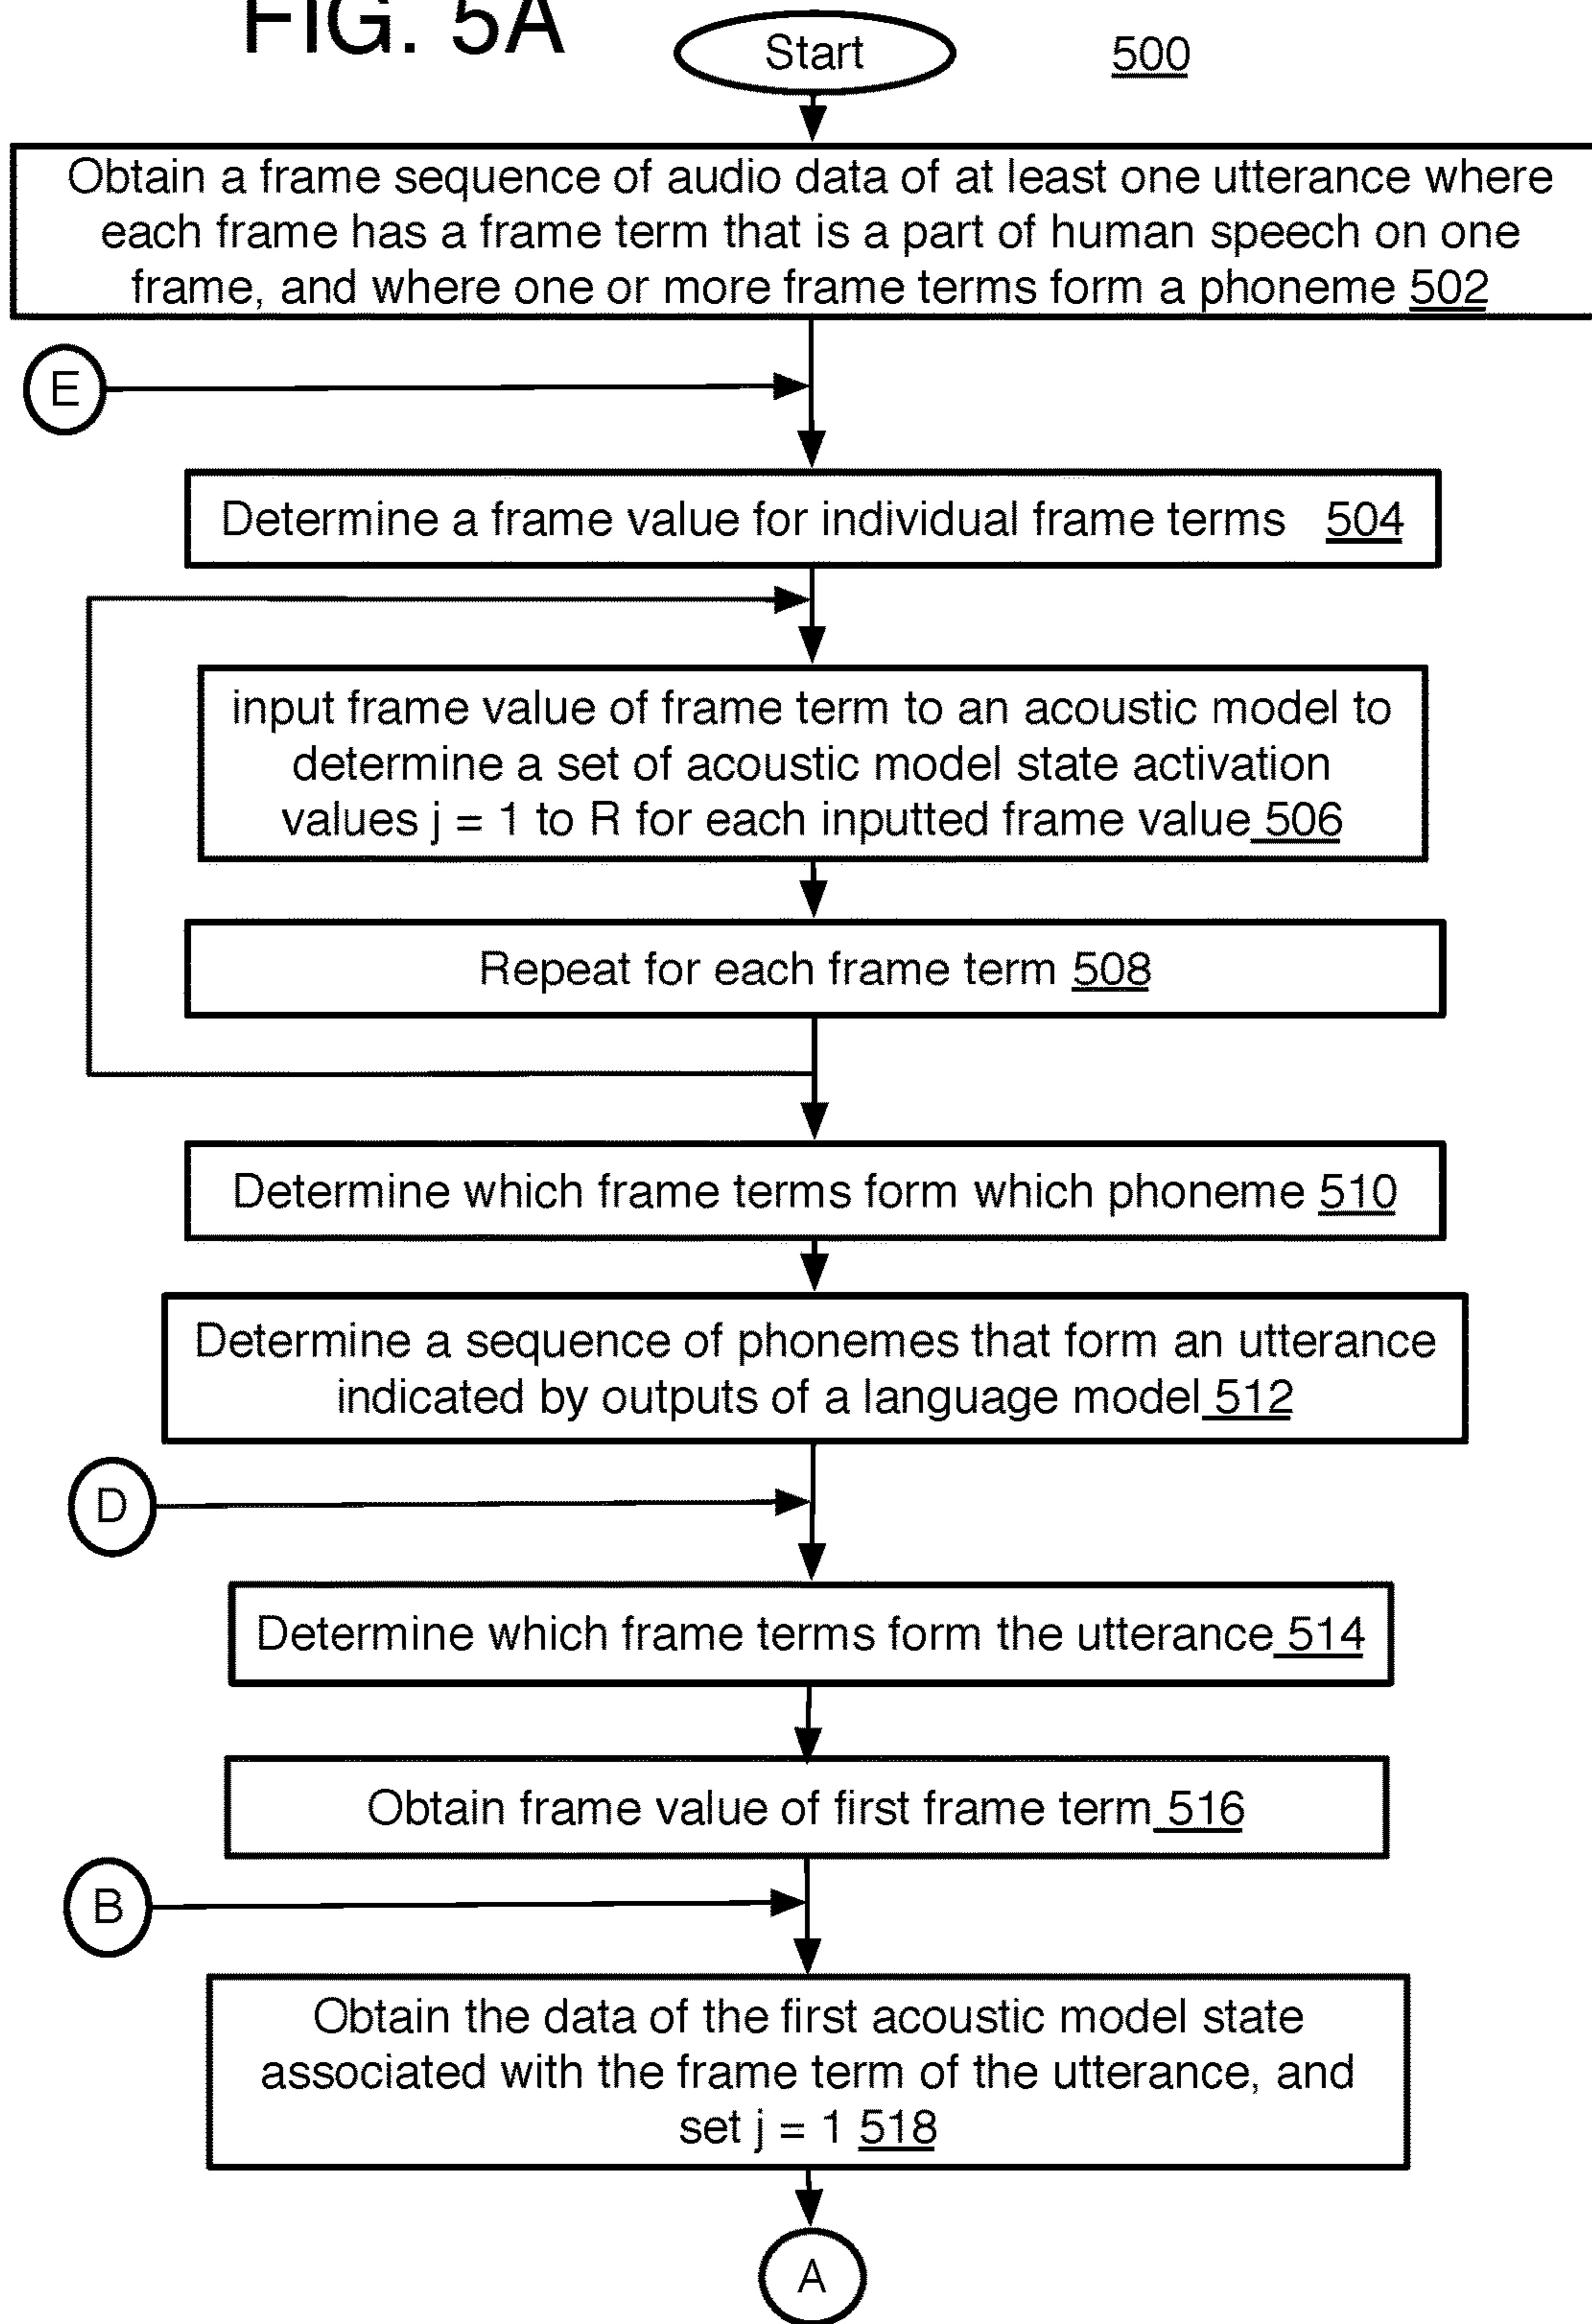 FIG. 5A
Start
500
Obtain a frame sequence of audio data of at least one utterance where
each frame has a frame term that is a part of human speech on one
frame, and where one or more frame terms form a phoneme 502
E
Determine a frame value for individual frame terms 504
input frame value of frame term to an acoustic model to
determine a set of acoustic model state activation
values j = 1 to R for each inputted frame value 506
Repeat for each frame term 508
Determine which frame terms form which phoneme 510
Determine a sequence of phonemes that form an utterance
indicated by outputs of a language model 512
D
Determine which frame terms form the utterance 514
Obtain frame value of first frame term 516
B
Obtain the data of the first acoustic model state
associated with the frame term of the utterance, and
set j = 1 518
A